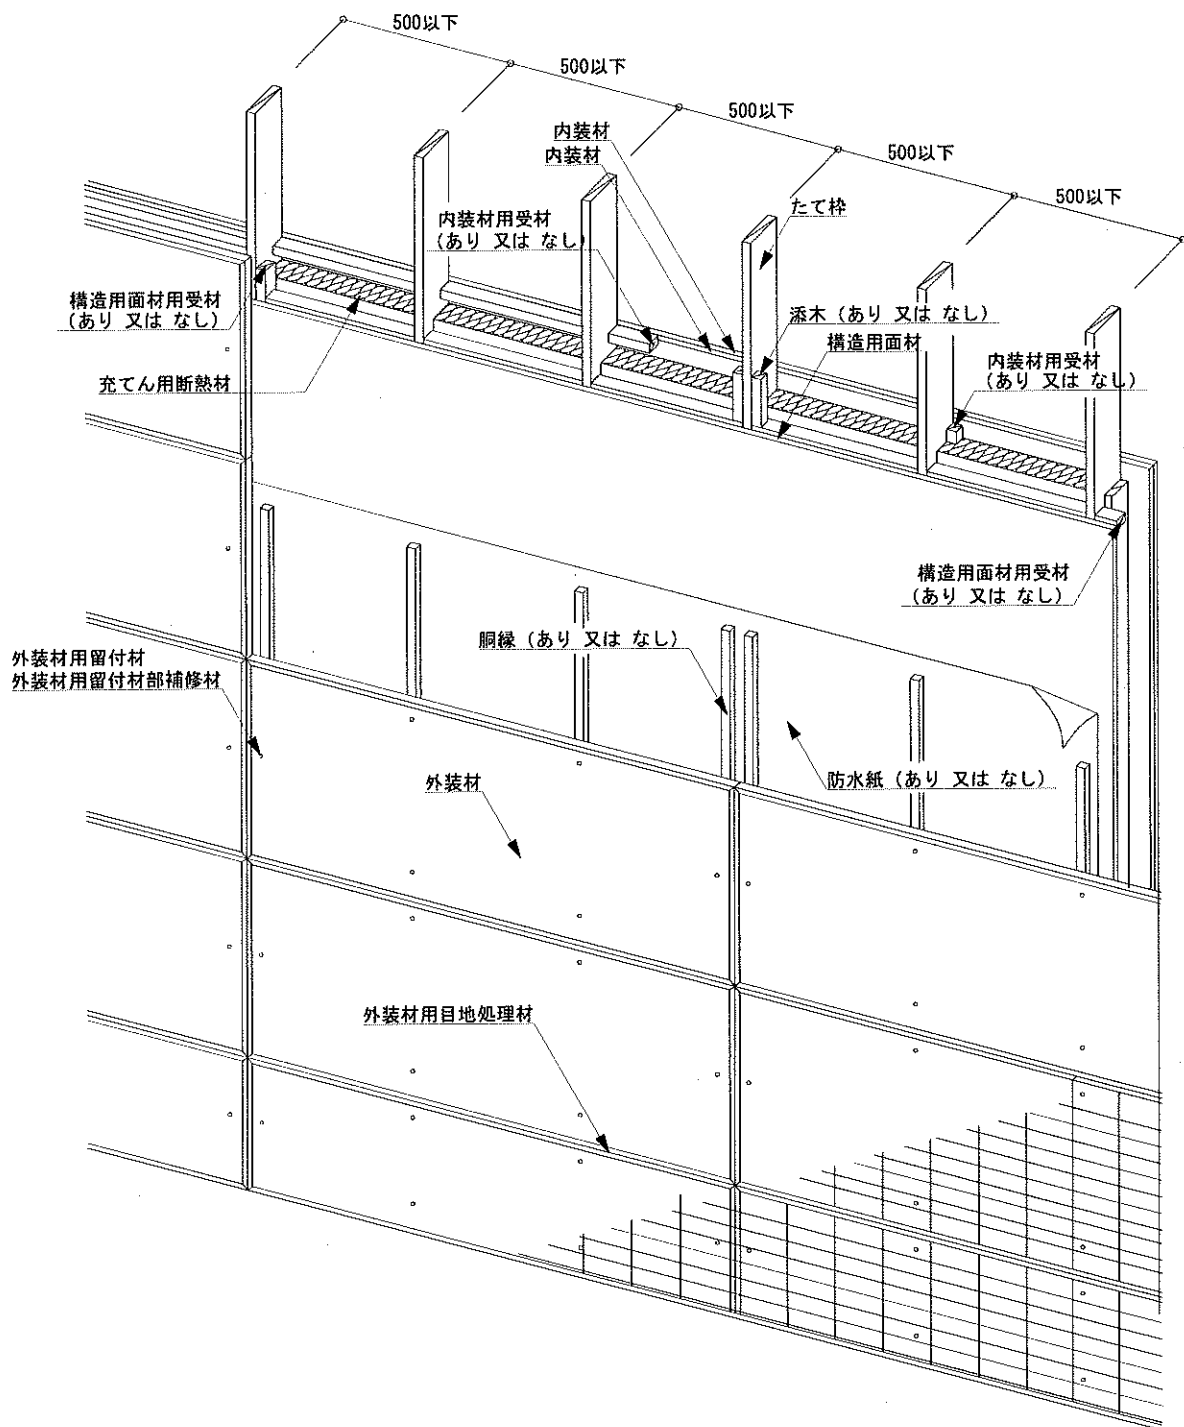 500以下
500以下
500以下
500以下
500以下
内装材
内装材
たて枠
内装材用受材
(あり 又は なし)
構造用面材用受材
(あり 又は なし)
添木 (あり 又は なし)
構造用面材
内装材用受材
(あり 又は なし)
充てん用断熱材
構造用面材用受材
(あり 又は なし)
胴縁 (あり 又は なし)
外装材用留付材
外装材用留付材部補修材
防水紙 (あり 又は なし)
外装材
外装材用目地処理材